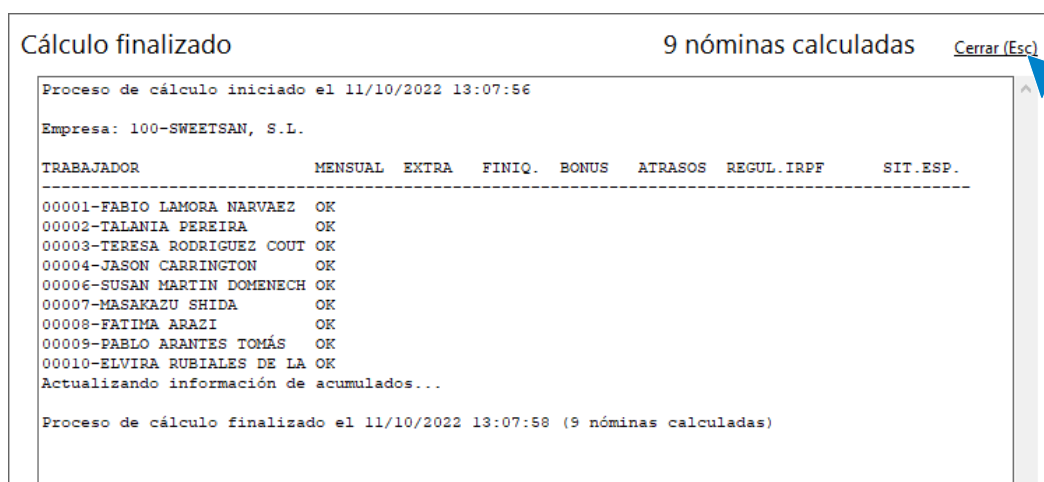 Cálculo finalizado 9 nóminas calculadas Cerrar (Esc)
Proceso de cálculo iniciado el 11/10/2022 13:07:56
Empresa: 100-SWEETSAN, S.L.
TRABAJADOR MENSUAL EXTRA FINIQ. BONUS ATRASOS REGUL.IRPF SIT.ESP.
--------------------------------------------------------------------------------
00001-FABIO LAMORA NARVAEZ OK
00002-TALANIA PEREIRA OK
00003-TERESA RODRIGUEZ COUT OK
00004-JASON CARRINGTON OK
00006-SUSAN MARTIN DOMENECH OK
00007-MASAKAZU SHIDA OK
00008-FATIMA ARAZI OK
00009-PABLO ARANTES TOMÁS OK
00010-ELVIRA RUBIALES DE LA OK
Actualizando información de acumulados...
Proceso de cálculo finalizado el 11/10/2022 13:07:58 (9 nóminas calculadas)